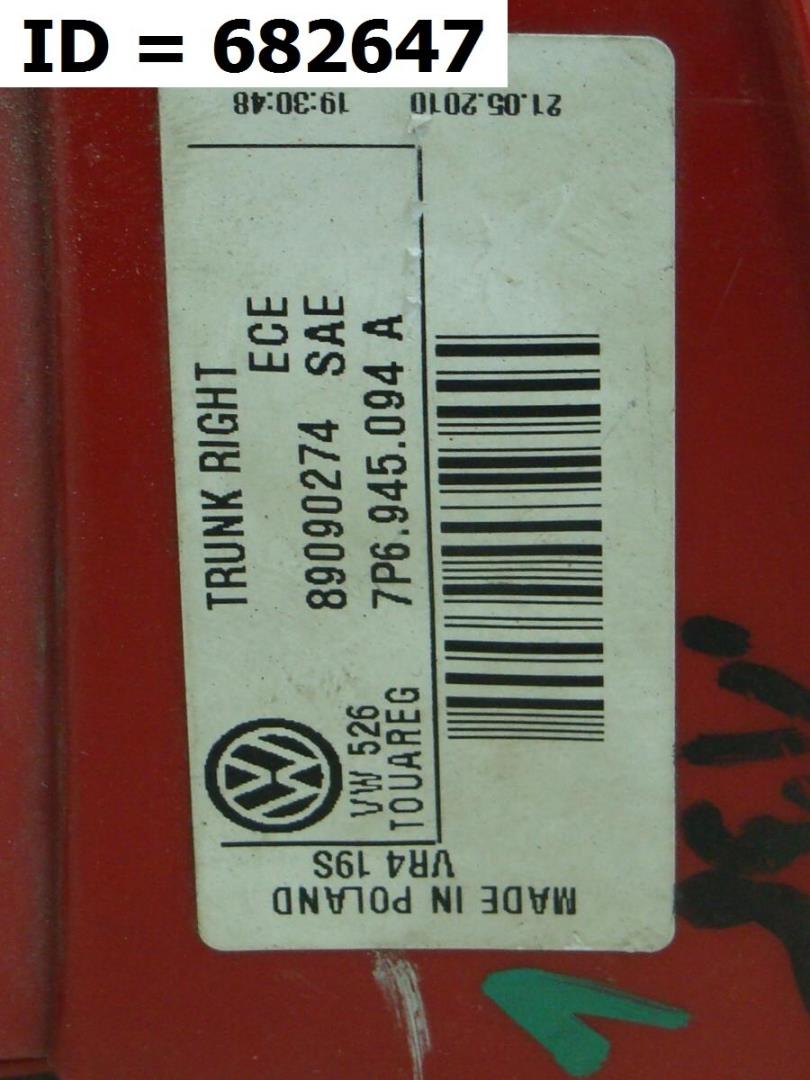 ID = 682647
21.05.2010 19:30:48
TRUNK RIGHT
ECE
89090274 SAE
7P6.945.094 A
VW 526
TOUAREG
VR4 19S
MADE IN POLAND